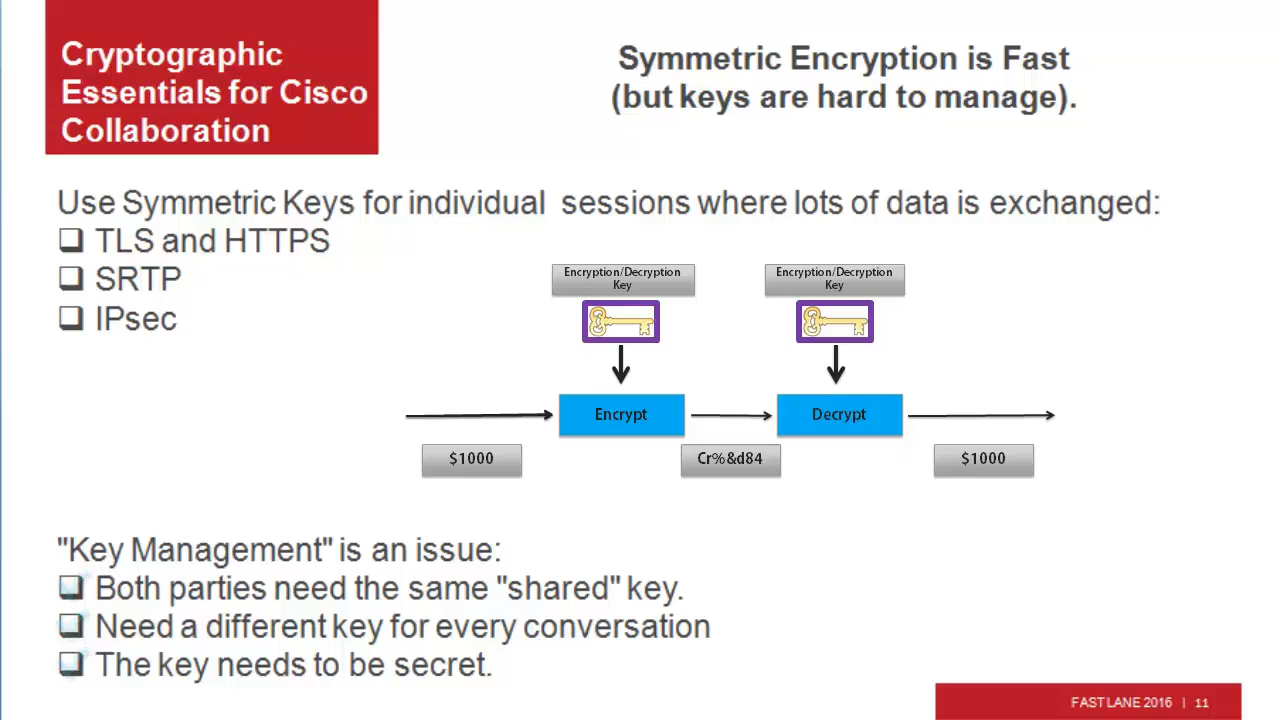 Cryptographic
Essentials for Cisco
Collaboration
Symmetric Encryption is Fast
(but keys are hard to manage).
Use Symmetric Keys for individual sessions where lots of data is exchanged:
TLS and HTTPS
SRTP
IPsec
Encryption/Decryption
Key
Encryption/Decryption
Key
Encrypt
Decrypt
$1000
Cr%&d84
$1000
"Key Management" is an issue:
Both parties need the same "shared" key.
Need a different key for every conversation
The key needs to be secret.
FAST LANE 2016 | 11